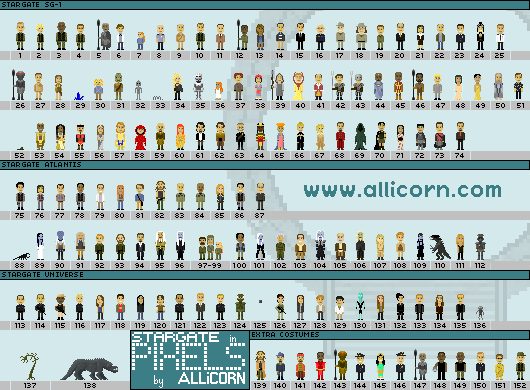 STARGATE SG-1
1 2 3 4 5 6 7 8 9 10 11 12 13 14 15 16 17 18 19 20 21 22 23 24 25
26 27 28 29 30 31 32 33 34 35 36 37 38 39 40 41 42 43 44 45 46 47 48 49 50 51
52 53 54 55 56 57 58 59 60 61 62 63 64 65 66 67 68 69 70 71 72 73 74
STARGATE ATLANTIS
www.allicorn.com
75 76 77 78 79 80 81 82 83 84 85 86 87
88 89 90 91 92 93 94 95 96 97-99 100 101 102 103 104 105 106 107 108 109 110 111 112
STARGATE UNIVERSE
113 114 115 116 117 118 119 120 121 122 123 124 125 126 127 128 129 130 131 132 133 134 135 136
STARGATE in
PIXELS
by ALLiCORN
EXTRA COSTUMES
137 138
139 140 141 142 143 144 145 146 147 148 149 150 151